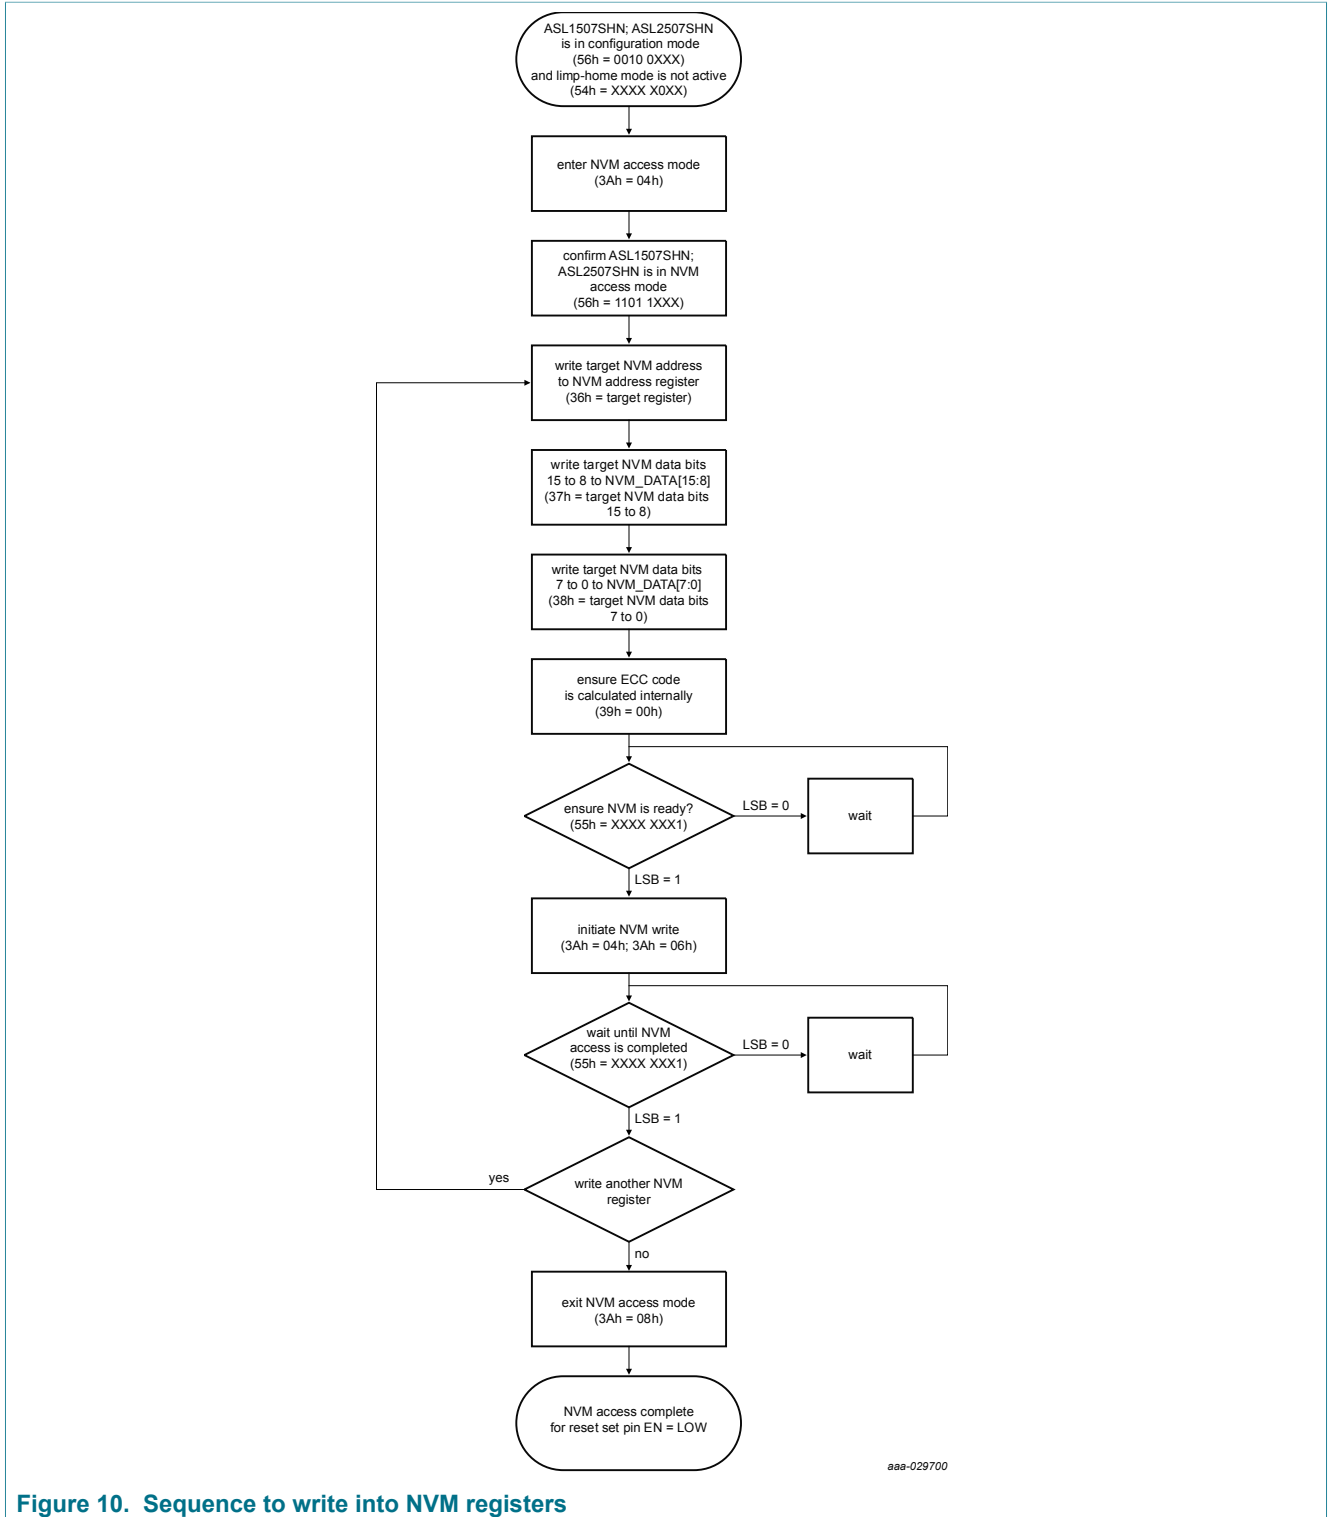 ASL1507SHN; ASL2507SHN
is in configuration mode
(56h = 0010 0XXX)
and limp-home mode is not active
(54h = XXXX X0XX)
enter NVM access mode
(3Ah = 04h)
confirm ASL1507SHN;
ASL2507SHN is in NVM
access mode
(56h = 1101 1XXX)
write target NVM address
to NVM address register
(36h = target register)
write target NVM data bits
15 to 8 to NVM_DATA[15:8]
(37h = target NVM data bits
15 to 8)
write target NVM data bits
7 to 0 to NVM_DATA[7:0]
(38h = target NVM data bits
7 to 0)
ensure ECC code
is calculated internally
(39h = 00h)
ensure NVM is ready?
(55h = XXXX XXX1)
LSB = 0
wait
LSB = 1
initiate NVM write
(3Ah = 04h; 3Ah = 06h)
wait until NVM
access is completed
(55h = XXXX XXX1)
LSB = 0
wait
LSB = 1
write another NVM
register
yes
no
exit NVM access mode
(3Ah = 08h)
NVM access complete
for reset set pin EN = LOW
aaa-029700
Figure 10. Sequence to write into NVM registers